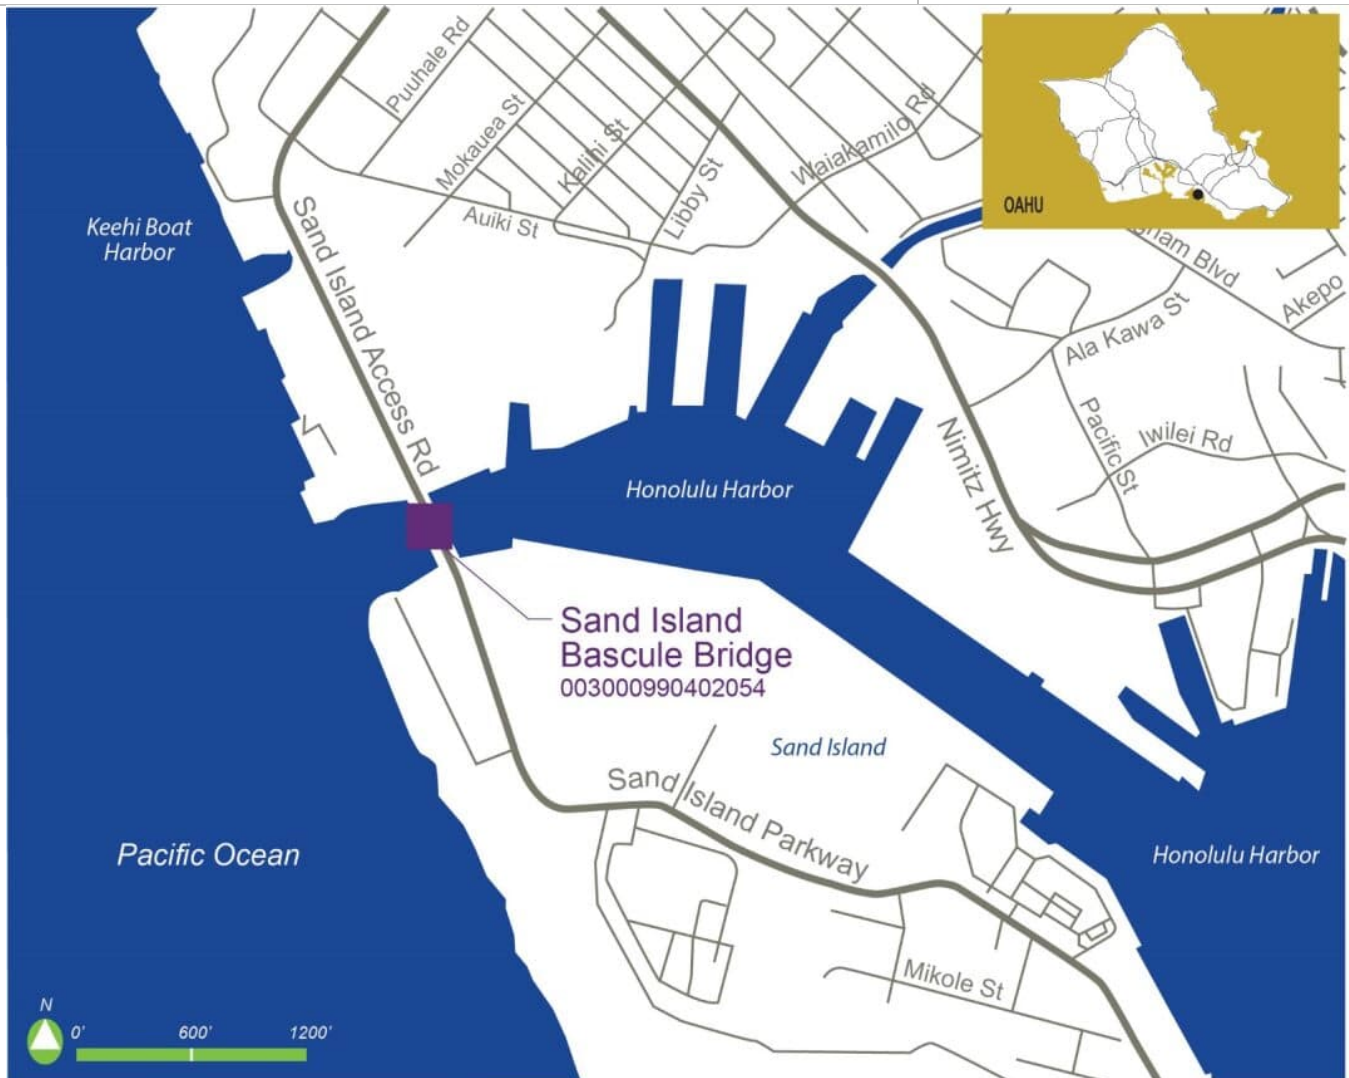 Puuhale Rd
Mokauea St
Kalihi St
Waiakamilo Rd
Libby St
Auiki St
OAHU
Keehi Boat
Harbor
Sand Island Access Rd
gham Blvd
Akepo
Ala Kawa St
Pacific St
Iwilei Rd
Nimitz Hwy
Honolulu Harbor
Sand Island
Bascule Bridge
003000990402054
Sand Island
Sand Island Parkway
Pacific Ocean
Honolulu Harbor
Mikole St
N
0'
600'
1200'